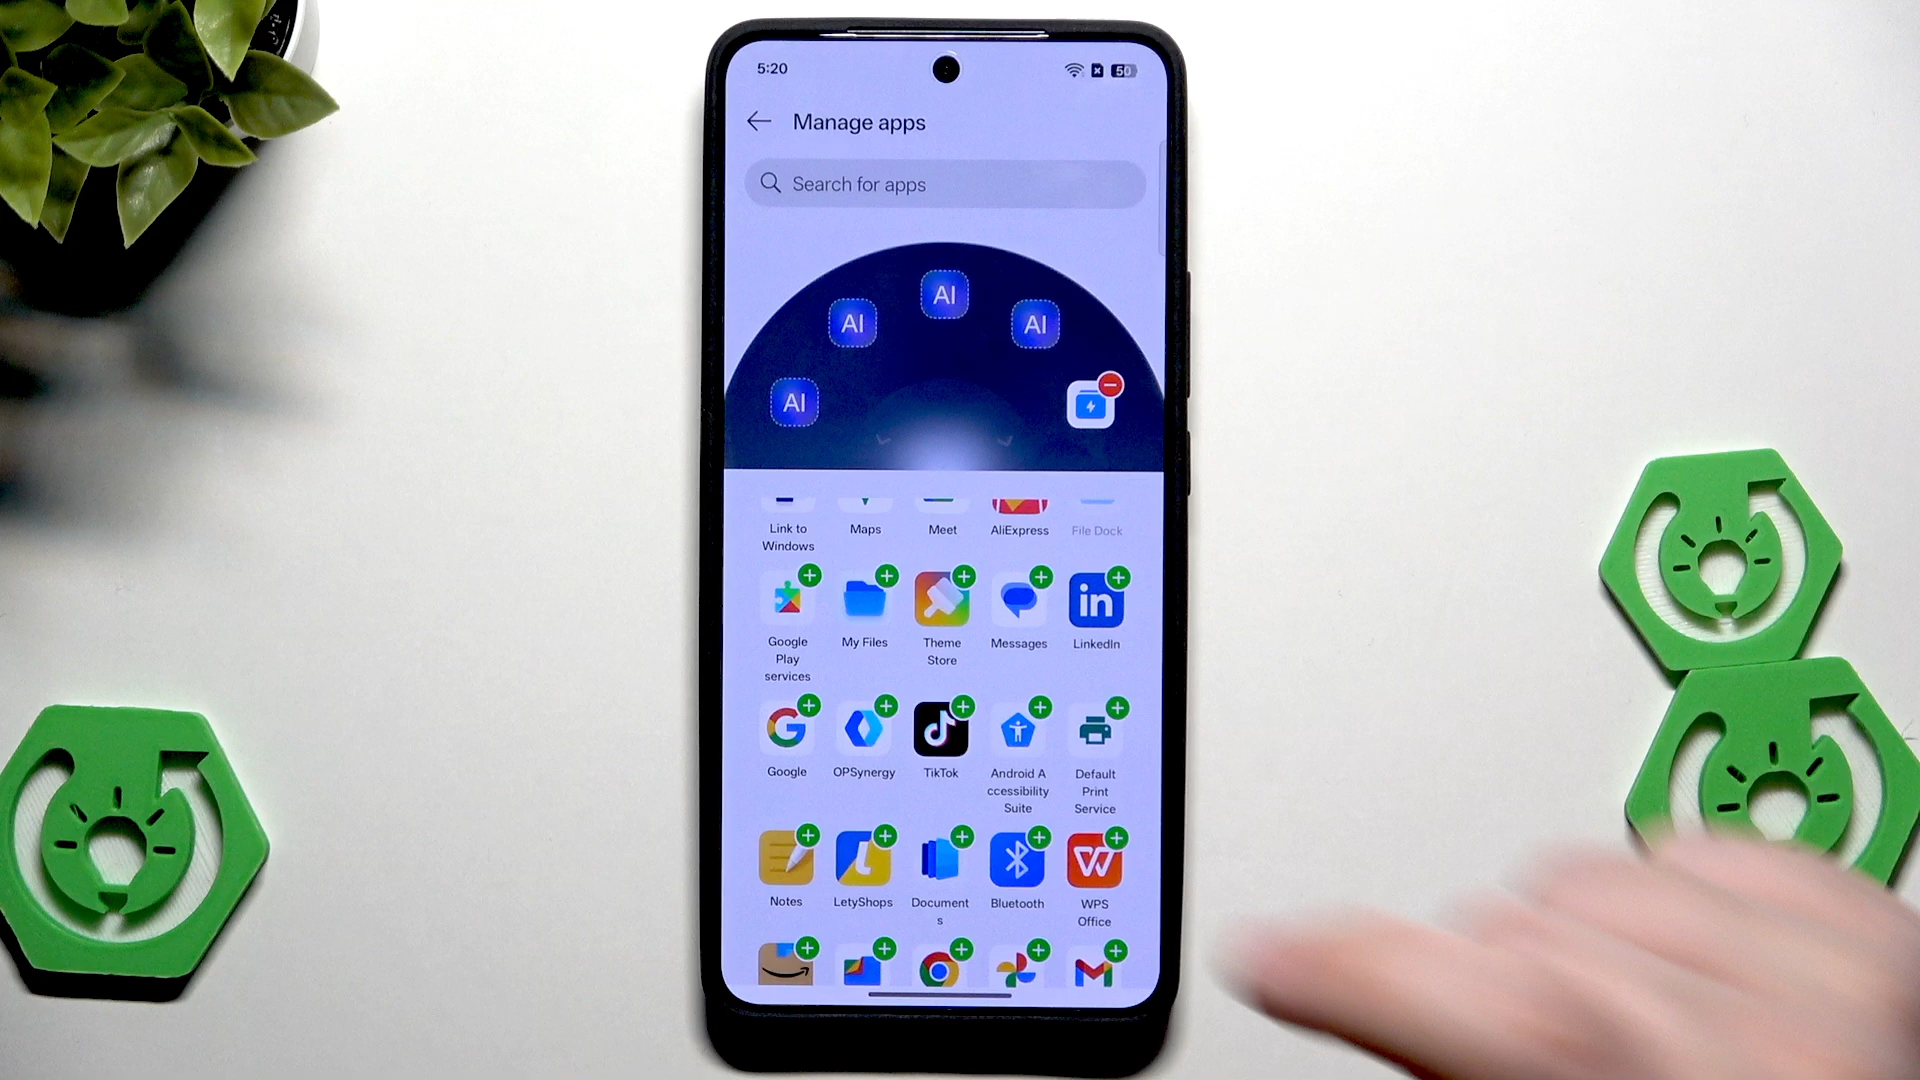 5:20
50
Manage apps
Search for apps
AI
AI
AI
AI
Link to
Windows
Maps
Meet
AliExpress
File Dock
Google
Play
services
My Files
Theme
Store
Messages
in
LinkedIn
Google
OPSynergy
TikTok
Android A
ccessibility
Suite
Default
Print
Service
Notes
LetyShops
Document
s
Bluetooth
WPS
Office